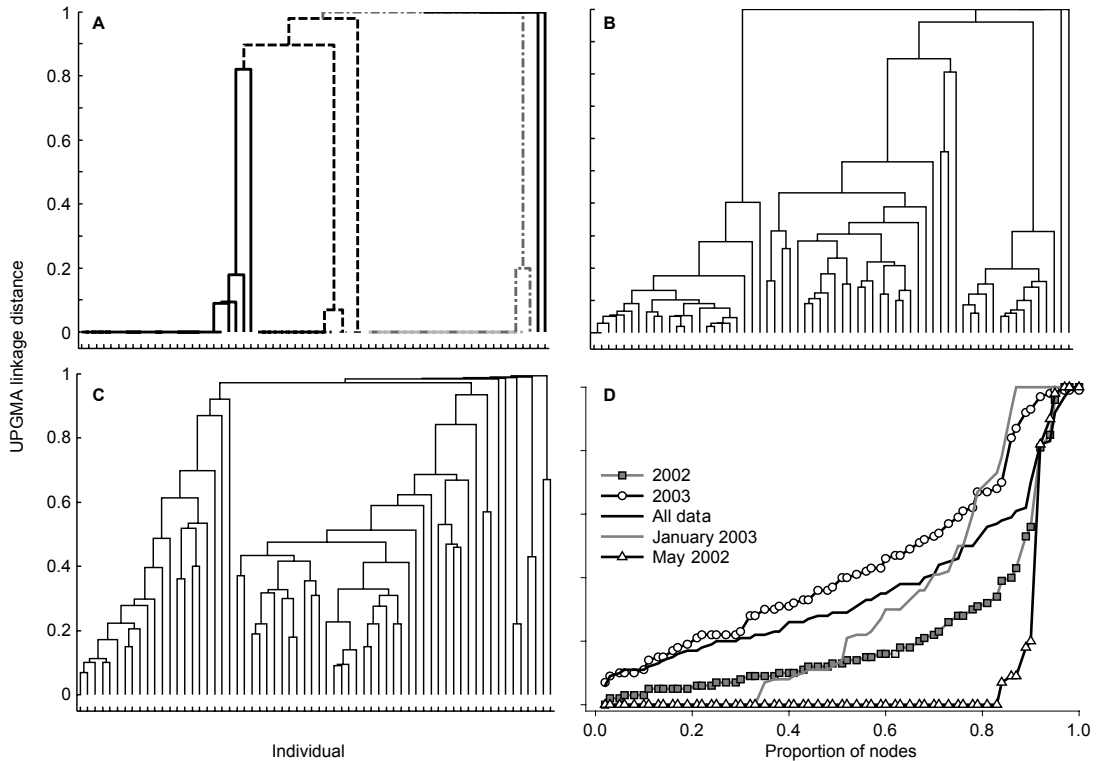 A
B
1
0.8
0.6
0.4
0.2
0
UPGMA linkage distance
C
D
1
0.8
0.6
0.4
0.2
0
2002
2003
All data
January 2003
May 2002
0.0 0.2 0.4 0.6 0.8 1.0
Individual
Proportion of nodes